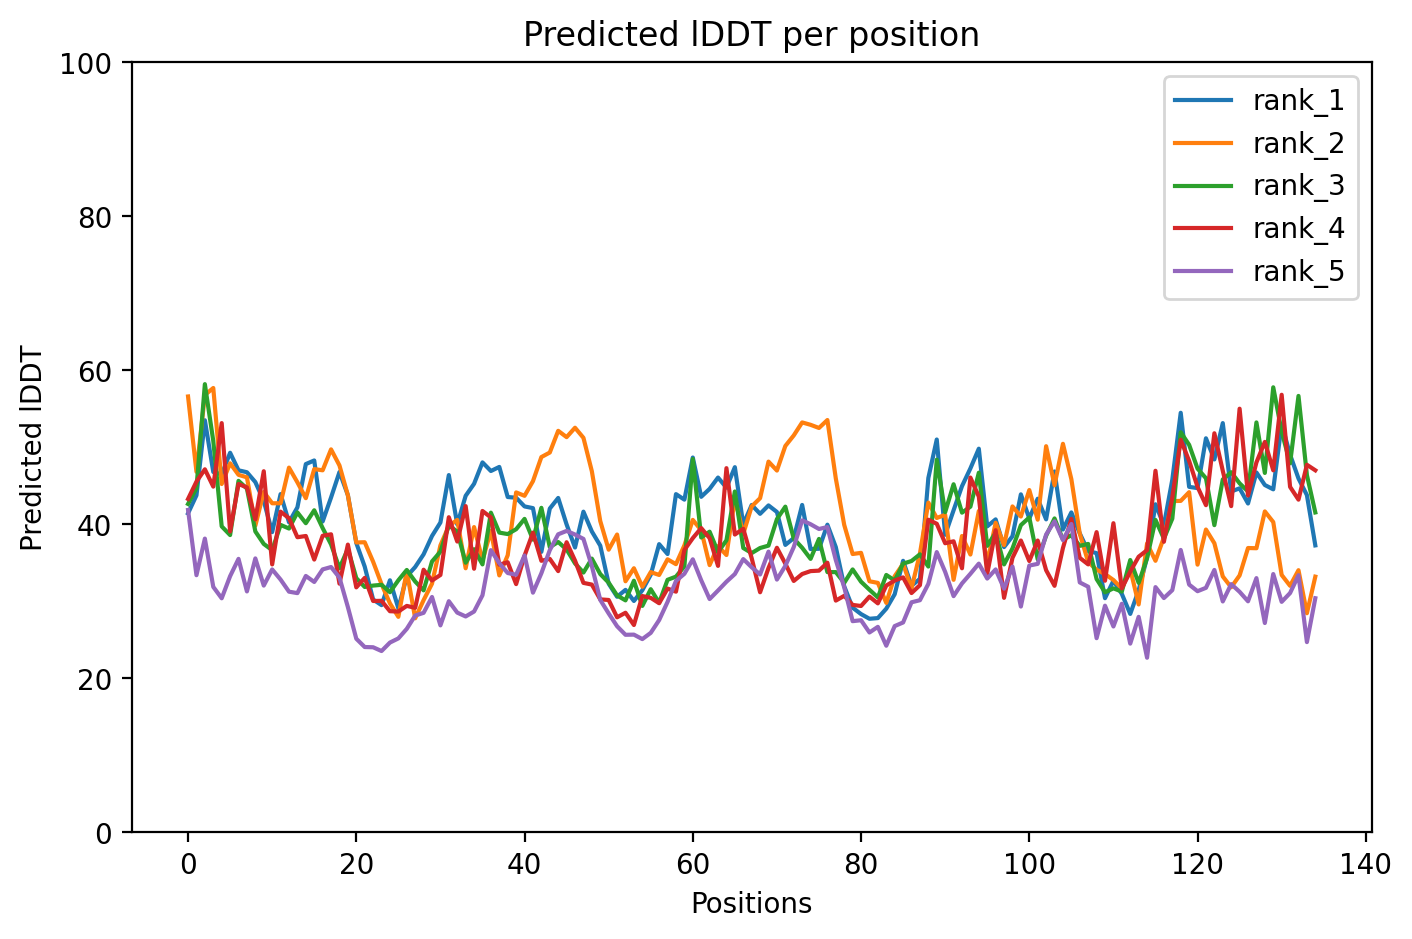 Predicted lDDT per position
100
80
60
40
20
0
Predicted lDDT
rank_1
rank_2
rank_3
rank_4
rank_5
0 20 40 60 80 100 120 140
Positions